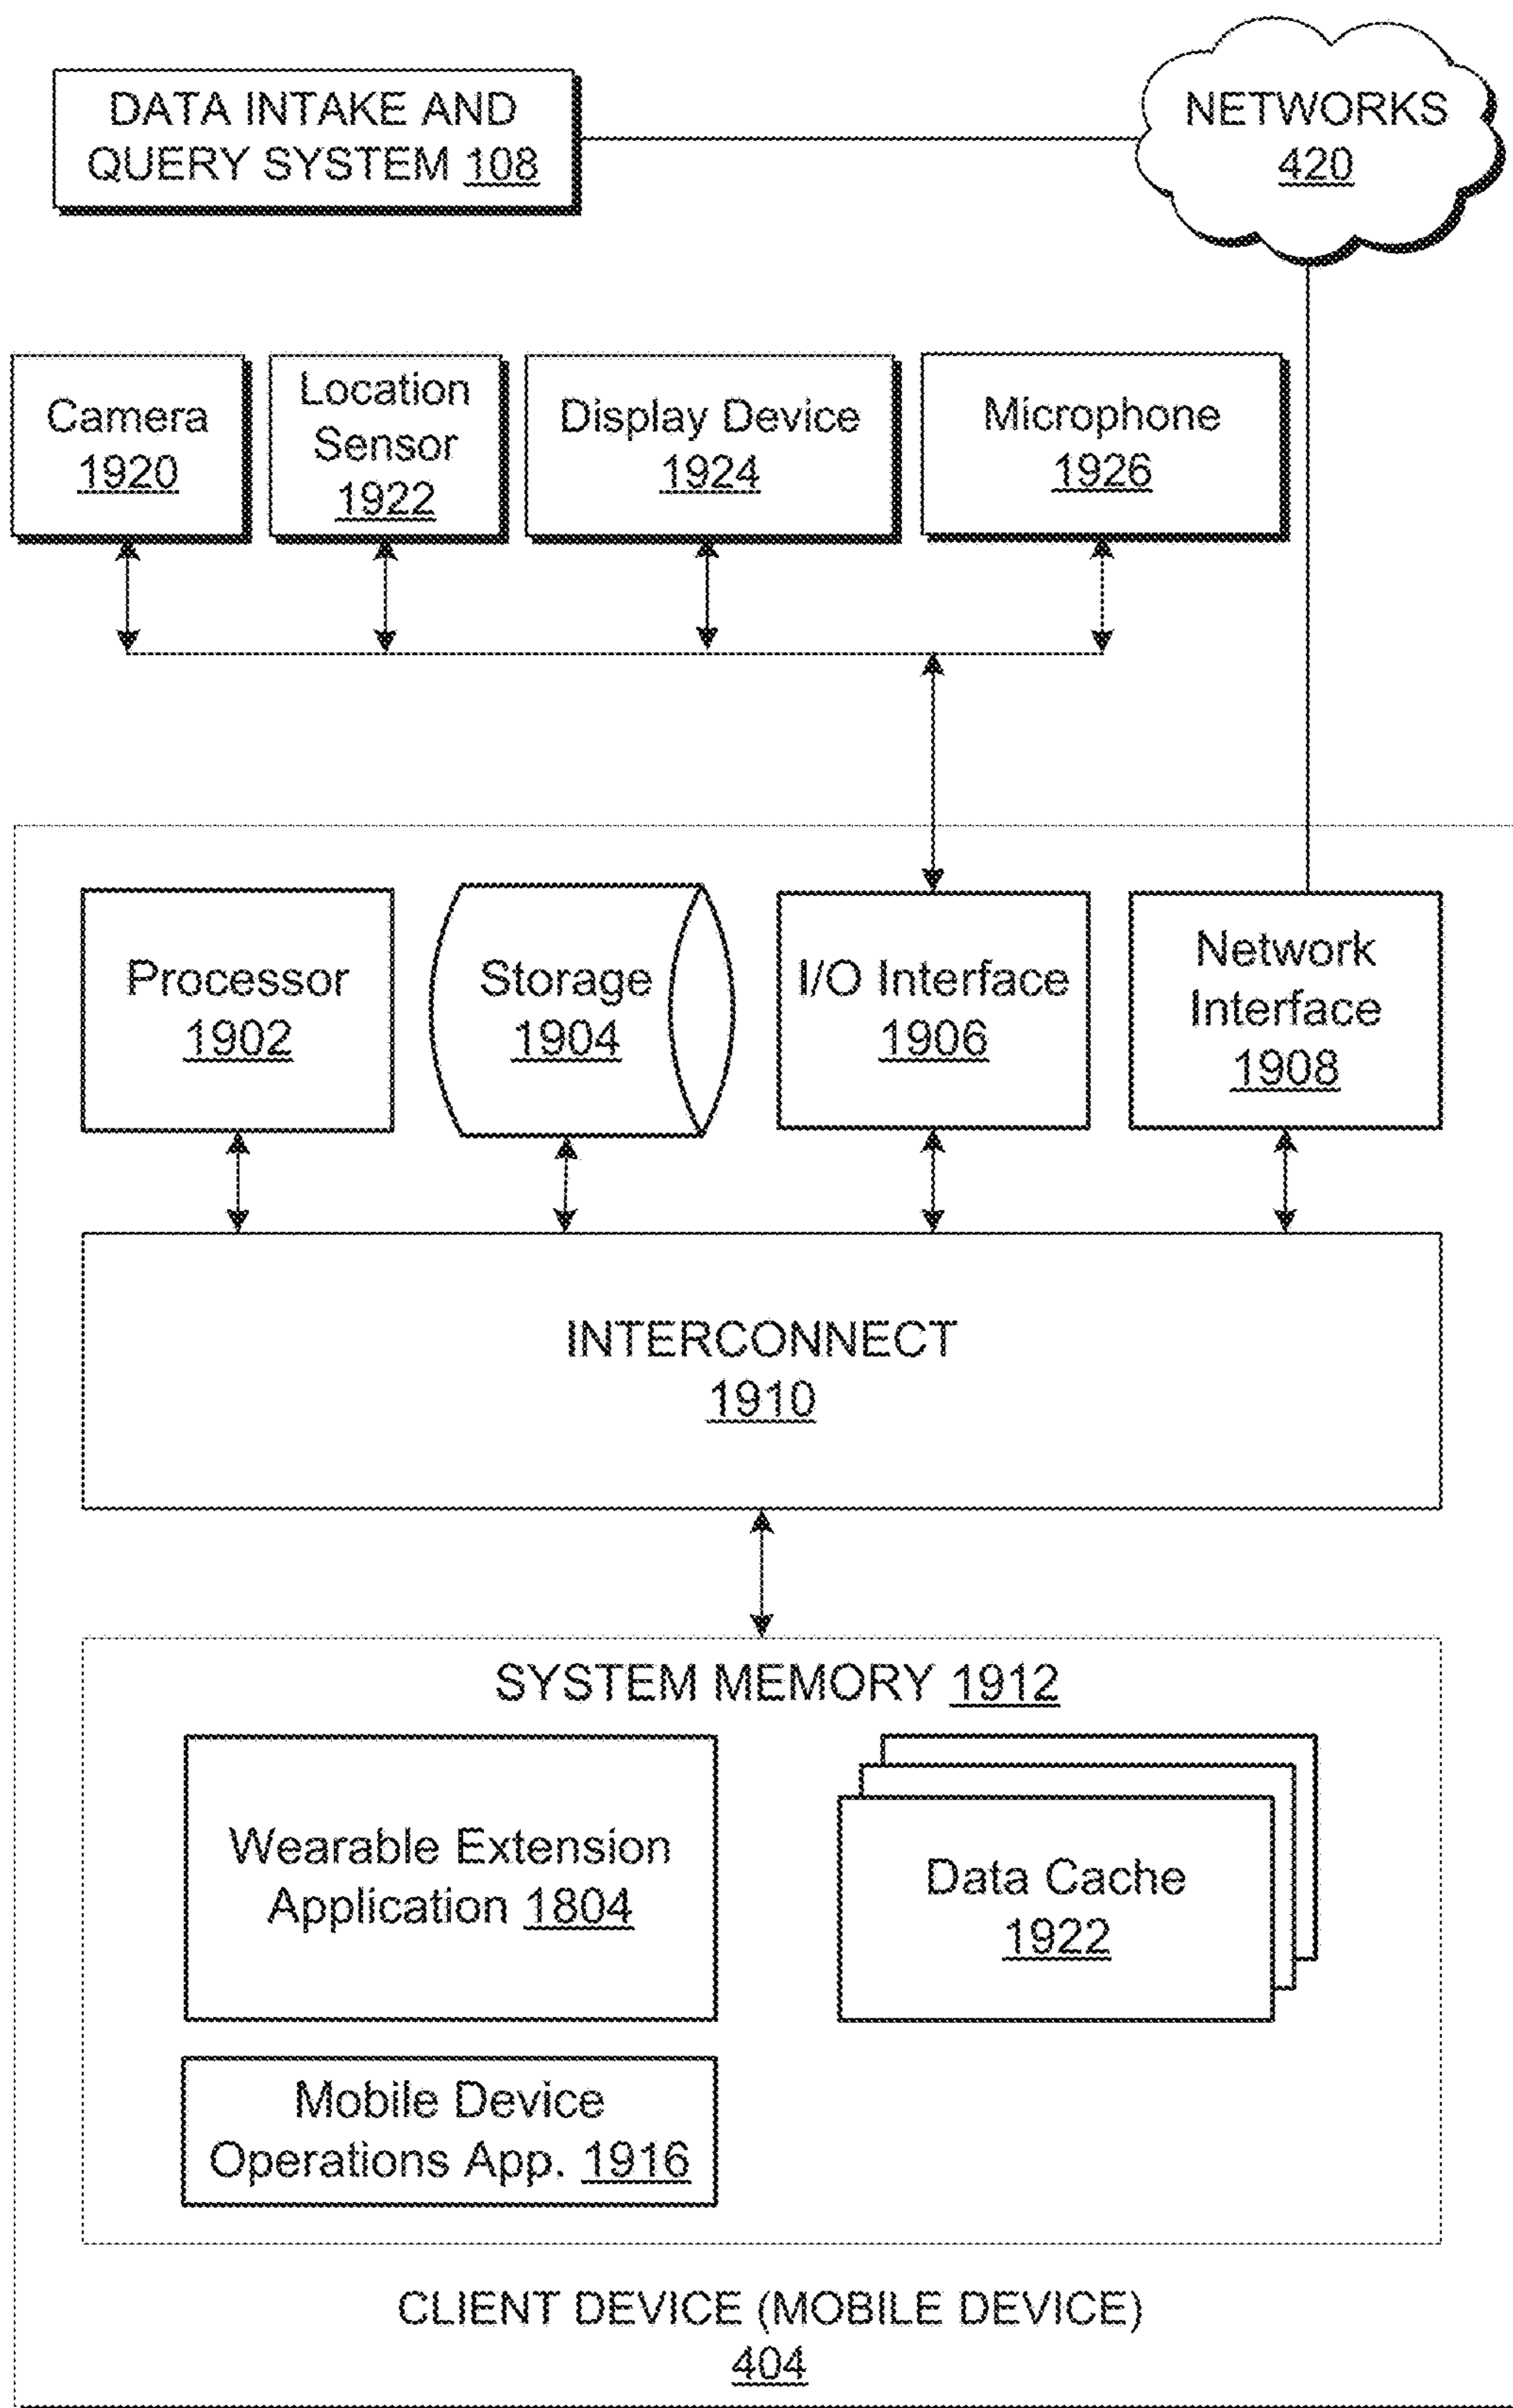 DATA INTAKE AND
QUERY SYSTEM 108
NETWORKS
420
Camera
1920
Location
Sensor
1922
Display Device
1924
Microphone
1926
Processor
1902
Storage
1904
I/O Interface
1906
Network
Interface
1908
INTERCONNECT
1910
SYSTEM MEMORY 1912
Wearable Extension
Application 1804
Data Cache
1922
Mobile Device
Operations App. 1916
CLIENT DEVICE (MOBILE DEVICE)
404